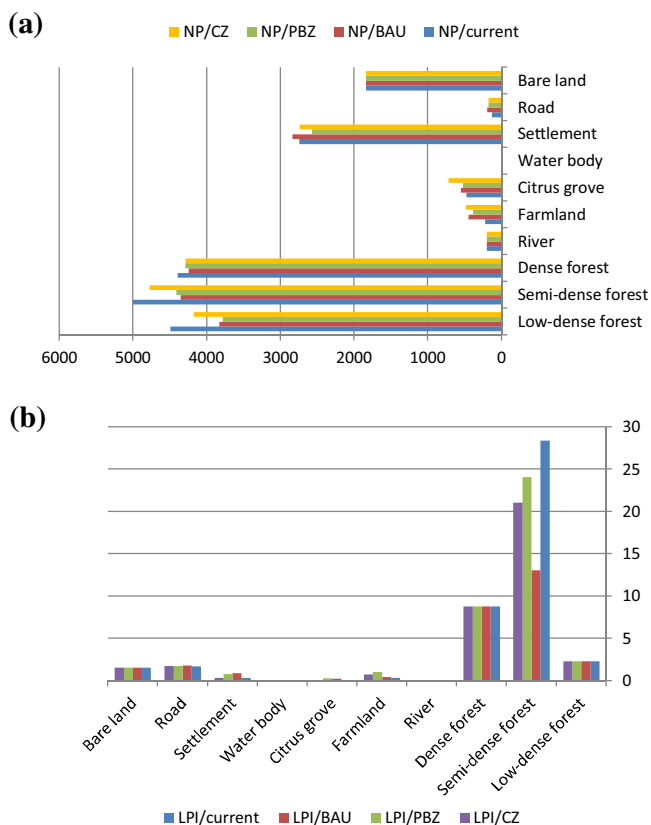 (a)
NP/CZ NP/PBZ NP/BAU NP/current
Bare land
Road
Settlement
Water body
Citrus grove
Farmland
River
Dense forest
Semi-dense forest
Low-dense forest
6000 5000 4000 3000 2000 1000 0
(b)
30
25
20
15
10
5
0
Bare land
Road
Settlement
Water body
Citrus grove
Farmland
River
Dense forest
Semi-dense forest
Low-dense forest
LPI/current LPI/BAU LPI/PBZ LPI/CZ